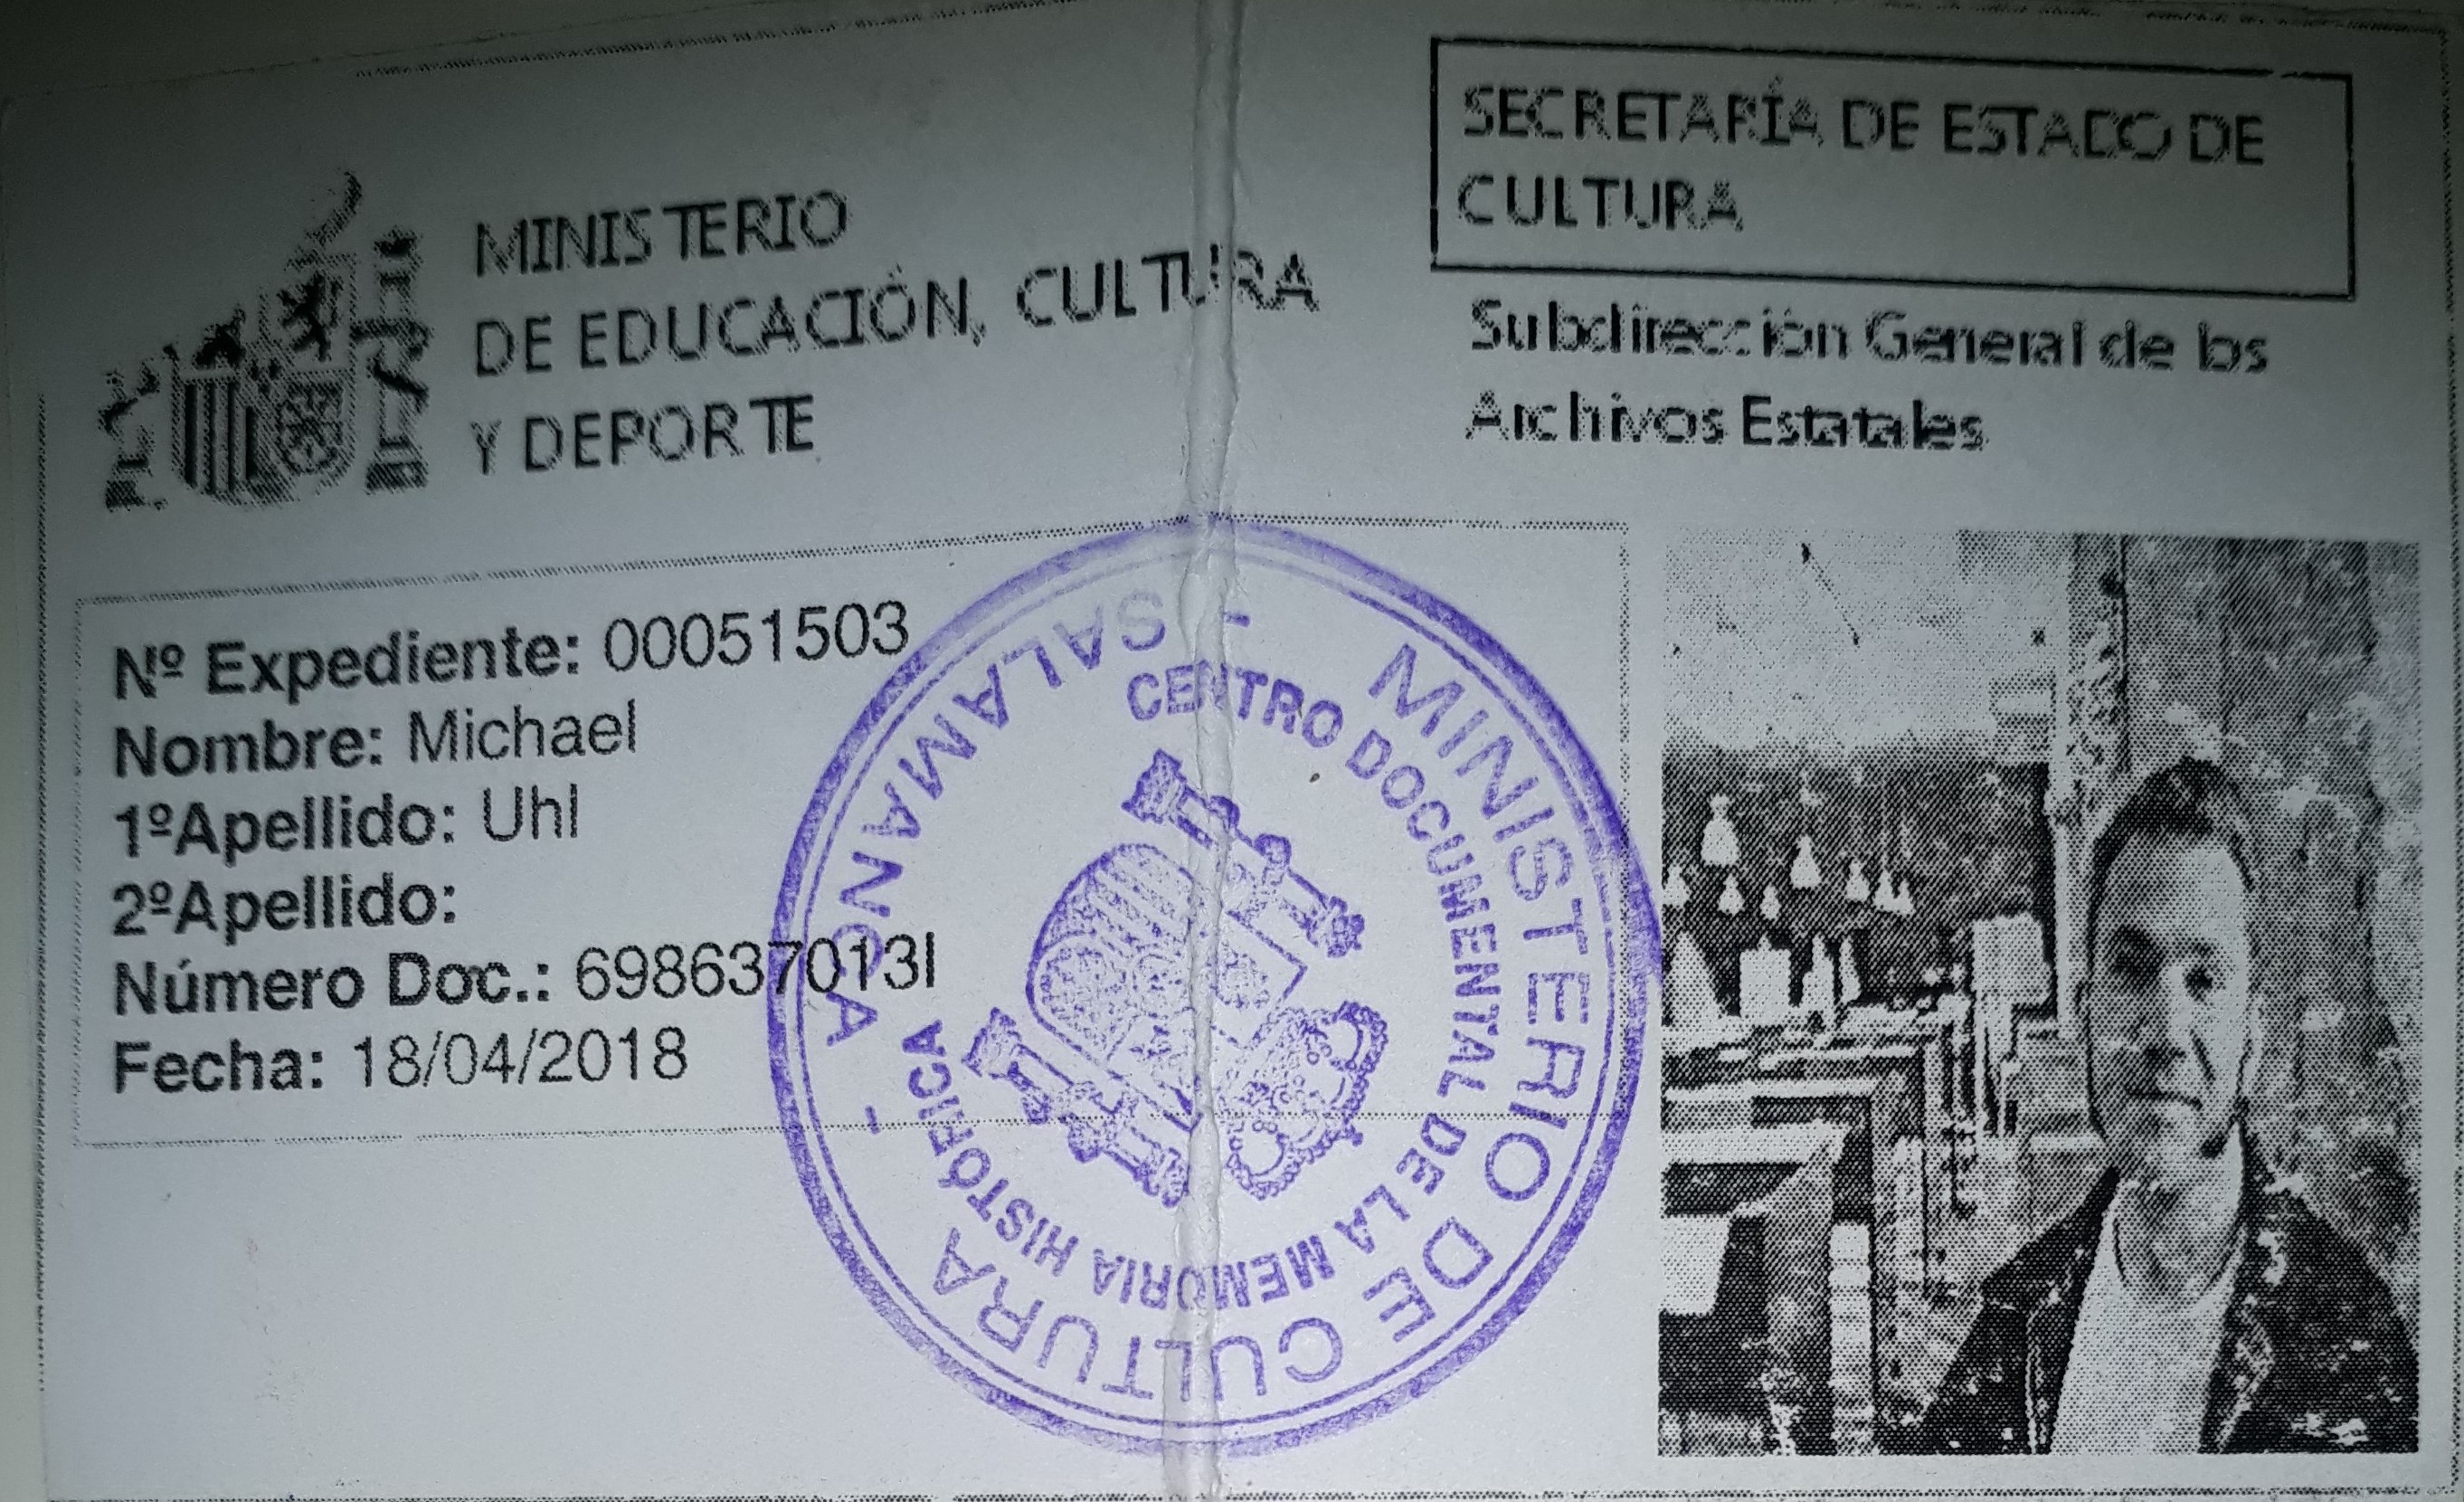 MINISTERIO
DE EDUCACIÓN, CULTURA
Y DEPORTE
SECRETARÍA DE ESTADO DE
CULTURA
Subdirección General de los
Archivos Estatales
Nº Expediente: 00051503
Nombre: Michael
1ºApellido: Uhl
2ºApellido:
Número Doc.: 698637013I
Fecha: 18/04/2018
MINISTERIO DE CULTURA
- SALAMANCA -
CENTRO DOCUMENTAL DE LA MEMORIA HISTÓRICA